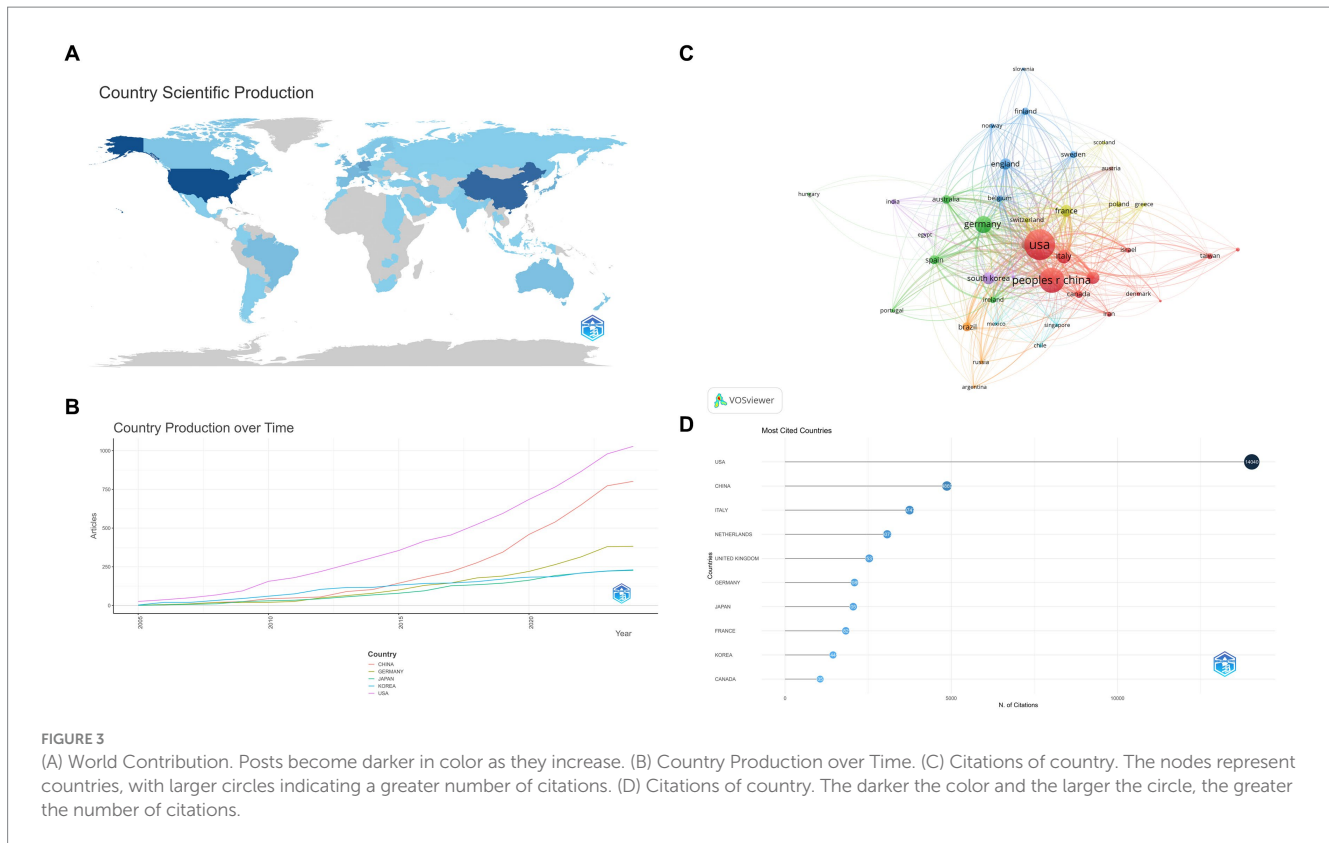 A
Country Scientific Production
B
Country Production over Time
1000
750
500
250
0
Articles
2005
2010
2015
2020
Year
Country
CHINA
GERMANY
JAPAN
KOREA
USA
C
slovenia
finland
norway
scotland
england
sweden
austria
hungary
india
australia
belgium
poland
greece
switzerland
france
germany
egypt
usa
israel
italy
taiwan
spain
south korea
peoples r china
canada
denmark
ireland
portugal
iran
brazil
mexico
singapore
chile
russia
argentina
VOSviewer
D
Most Cited Countries
USA
14040
CHINA
ITALY
NETHERLANDS
UNITED KINGDOM
GERMANY
JAPAN
FRANCE
KOREA
CANADA
Countries
0
5000
10000
N. of Citations
FIGURE 3
(A) World Contribution. Posts become darker in color as they increase. (B) Country Production over Time. (C) Citations of country. The nodes represent
countries, with larger circles indicating a greater number of citations. (D) Citations of country. The darker the color and the larger the circle, the greater
the number of citations.